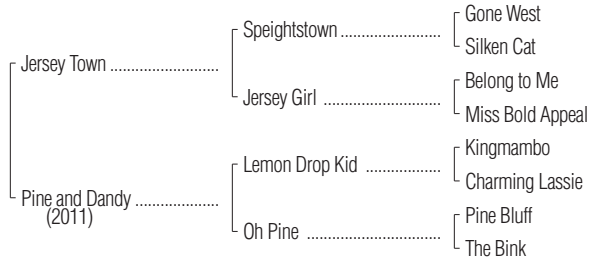 Gone West
Speightstown
Silken Cat
Jersey Town
Belong to Me
Jersey Girl
Miss Bold Appeal
Kingmambo
Lemon Drop Kid
Charming Lassie
Pine and Dandy
(2011)
Pine Bluff
Oh Pine
The Bink